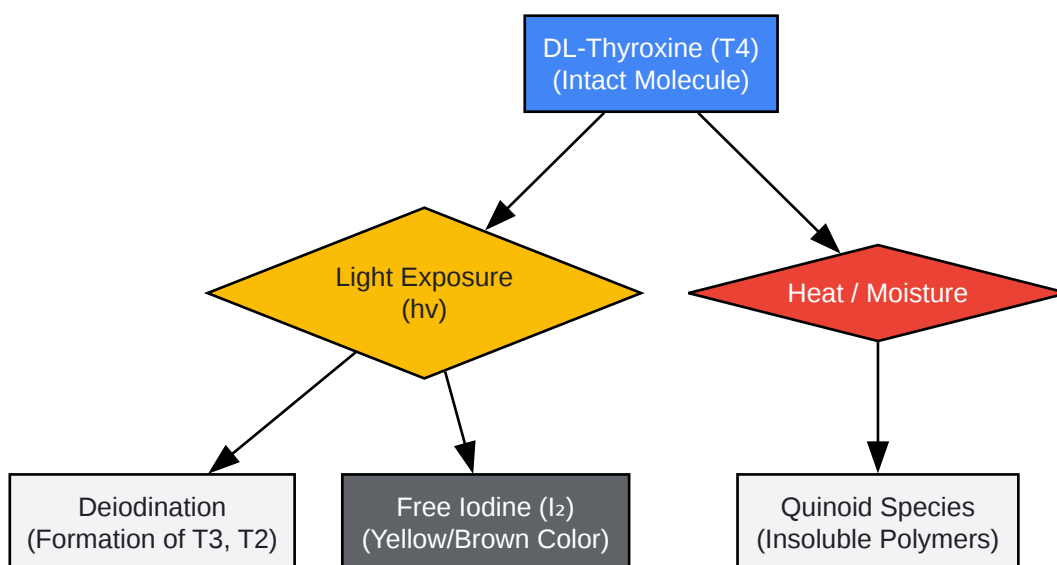 DL-Thyroxine (T4)
(Intact Molecule)
Light Exposure
(hv)
Heat / Moisture
Deiodination
(Formation of T3, T2)
Free Iodine (I₂)
(Yellow/Brown Color)
Quinoid Species
(Insoluble Polymers)